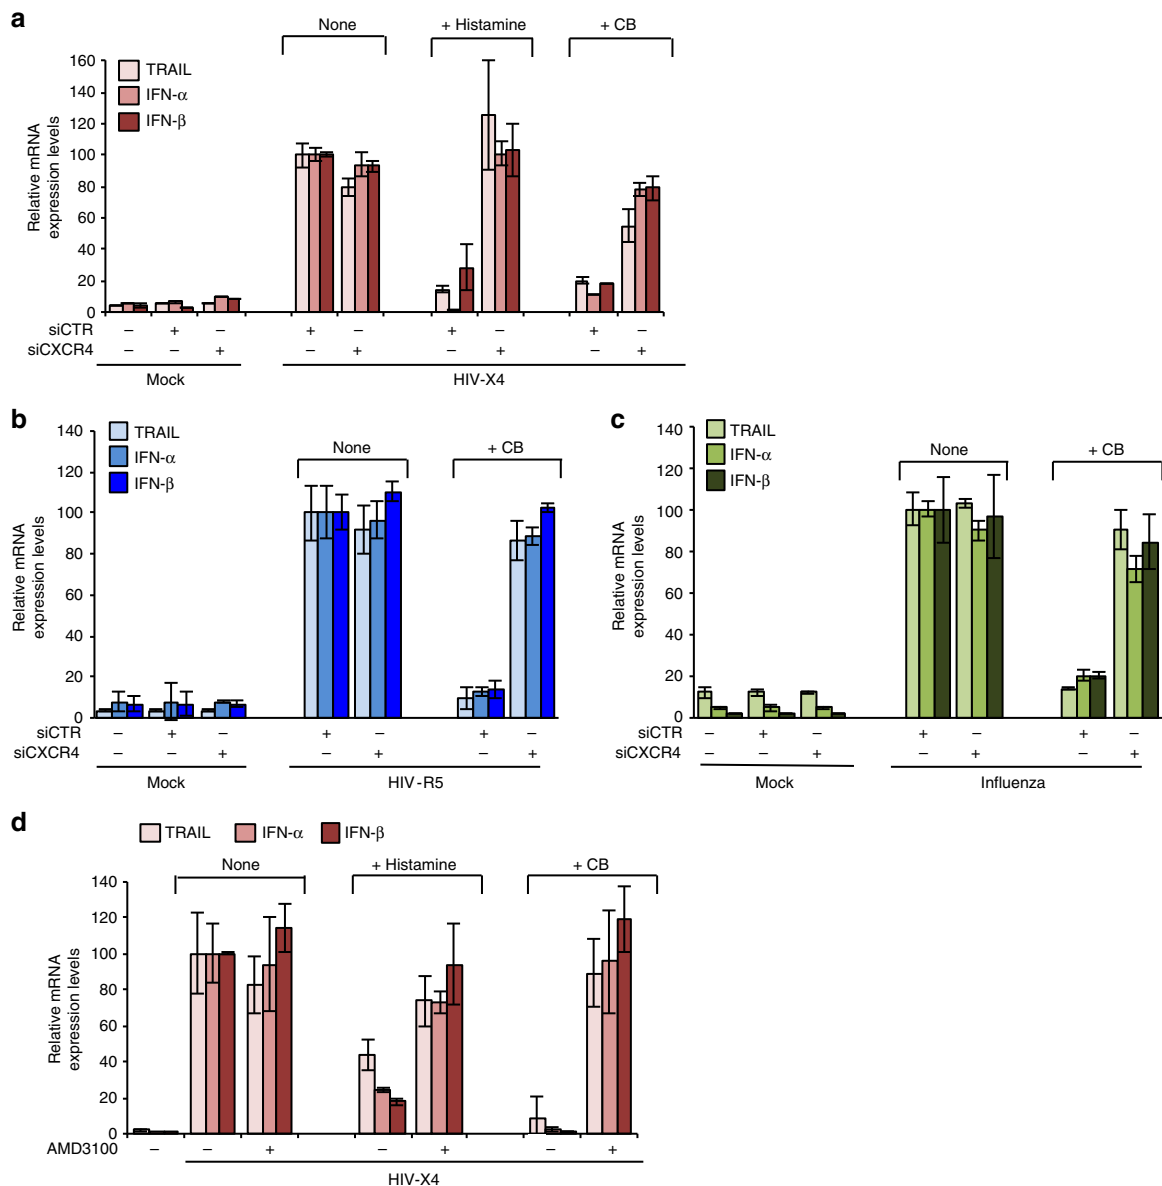 a
None + Histamine + CB
160
140
120
100
80
60
40
20
0
Relative mRNA
expression levels
TRAIL
IFN-α
IFN-β
siCTR – + – + – + – + –
siCXCR4 – – + – + – + – +
Mock HIV-X4
b
None + CB
140
120
100
80
60
40
20
0
Relative mRNA
expression levels
TRAIL
IFN-α
IFN-β
siCTR – + – + – + –
siCXCR4 – – + – + – +
Mock HIV-R5
c
None + CB
140
120
100
80
60
40
20
0
Relative mRNA
expression levels
TRAIL
IFN-α
IFN-β
siCTR – + – + – + –
siCXCR4 – – + – + – +
Mock Influenza
d
TRAIL IFN-α IFN-β
None + Histamine + CB
140
120
100
80
60
40
20
0
Relative mRNA
expression levels
AMD3100 – – + – + – +
HIV-X4